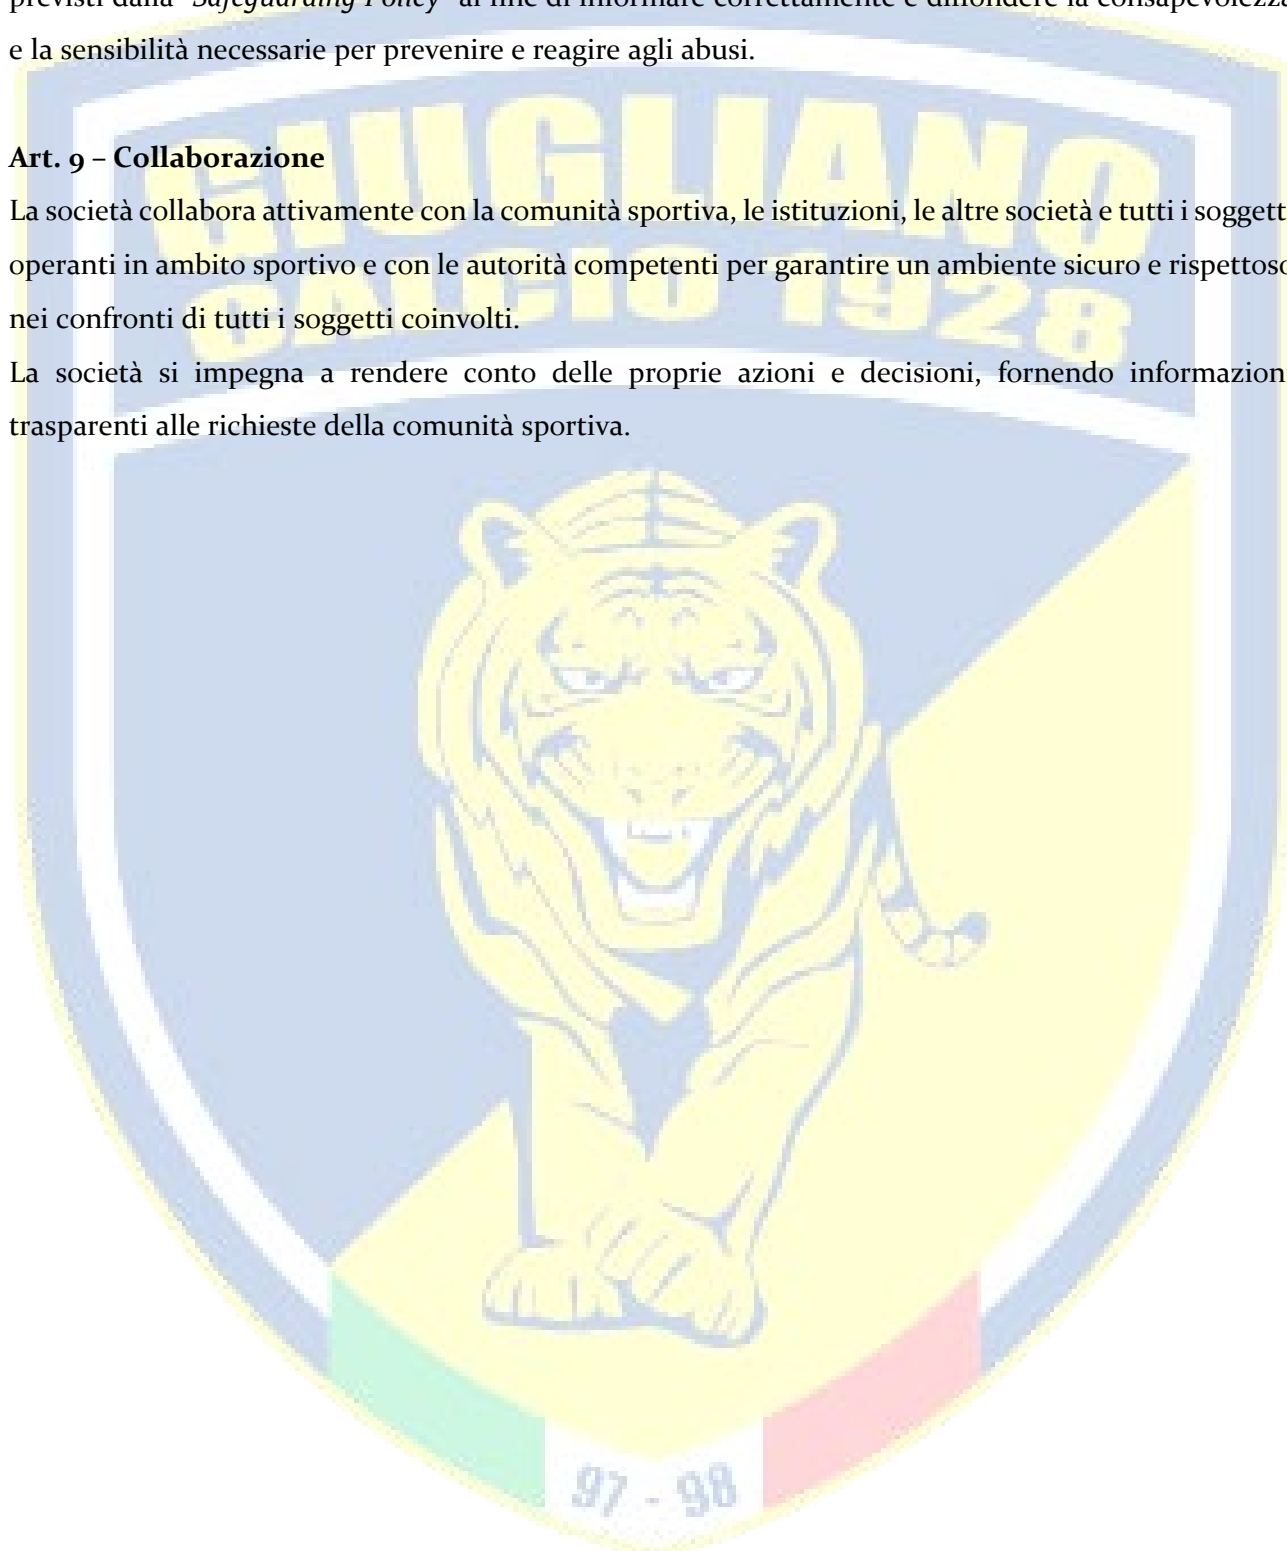 previsti dalla "Safeguarding Policy" al fine di informare correttamente e diffondere la consapevolezza
e la sensibilità necessarie per prevenire e reagire agli abusi.
Art. 9 – Collaborazione
La società collabora attivamente con la comunità sportiva, le istituzioni, le altre società e tutti i soggett
operanti in ambito sportivo e con le autorità competenti per garantire un ambiente sicuro e rispettoso
nei confronti di tutti i soggetti coinvolti.
La società si impegna a rendere conto delle proprie azioni e decisioni, fornendo informazion
trasparenti alle richieste della comunità sportiva.
GIUGLIANO
CALCIO 1928
97 - 98